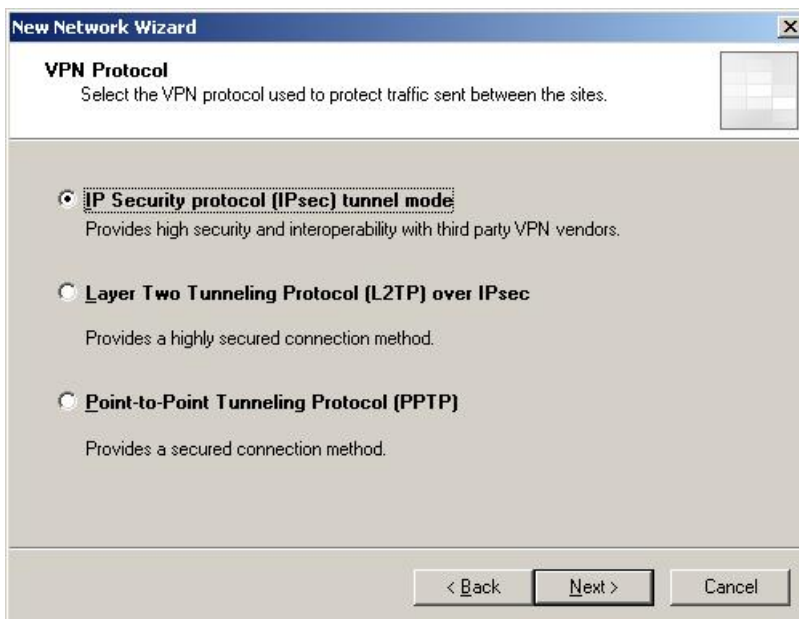 New Network Wizard
VPN Protocol
Select the VPN protocol used to protect traffic sent between the sites.
IP Security protocol (IPsec) tunnel mode
Provides high security and interoperability with third party VPN vendors.
Layer Two Tunneling Protocol (L2TP) over IPsec
Provides a highly secured connection method.
Point-to-Point Tunneling Protocol (PPTP)
Provides a secured connection method.
< Back
Next >
Cancel